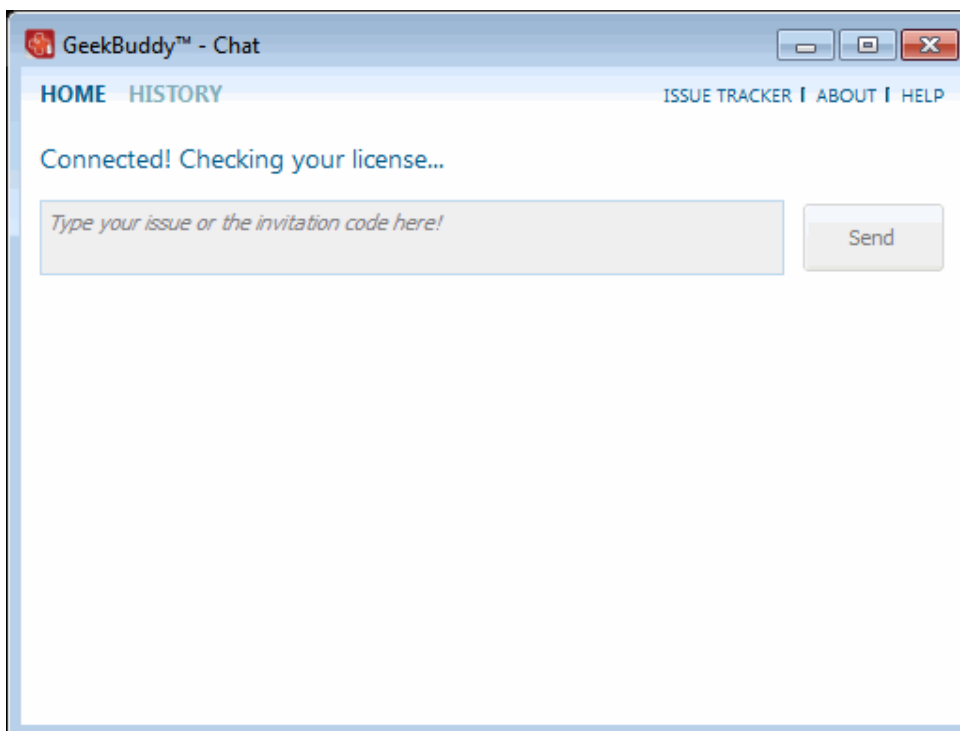 GeekBuddy™ - Chat
HOME HISTORY ISSUE TRACKER | ABOUT | HELP
Connected! Checking your license...
Type your issue or the invitation code here!
Send